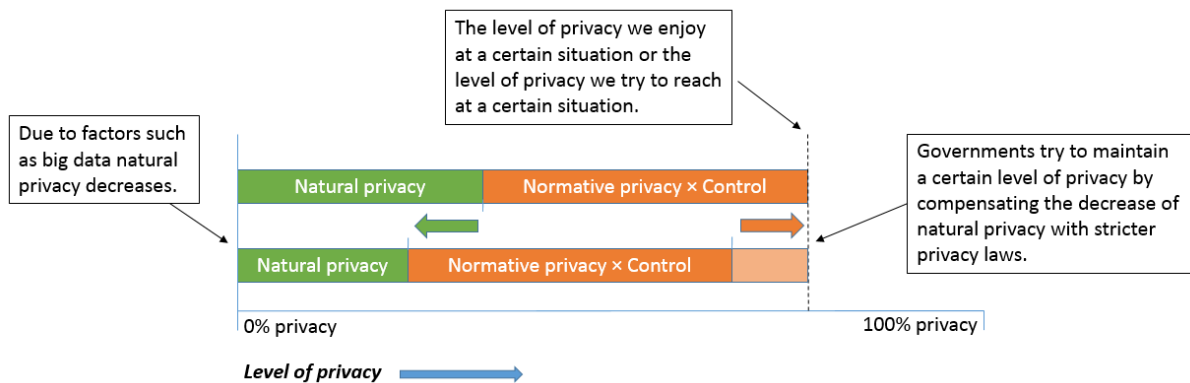 The level of privacy we enjoy
at a certain situation or the
level of privacy we try to reach
at a certain situation.
Due to factors such
as big data natural
privacy decreases.
Governments try to maintain
a certain level of privacy by
compensating the decrease of
natural privacy with stricter
privacy laws.
Natural privacy
Normative privacy × Control
Natural privacy
Normative privacy × Control
0% privacy
100% privacy
Level of privacy